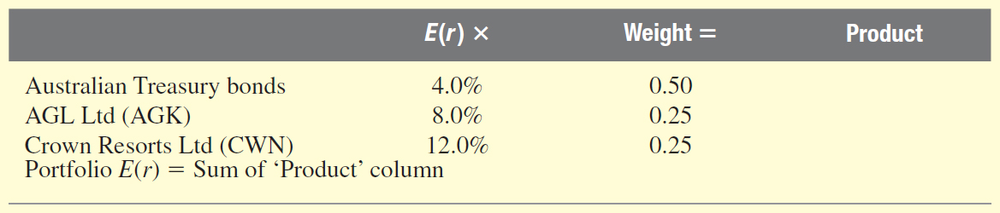 E(r) × Weight = Product
Australian Treasury bonds 4.0% 0.50
AGL Ltd (AGK) 8.0% 0.25
Crown Resorts Ltd (CWN) 12.0% 0.25
Portfolio E(r) = Sum of ‘Product’ column